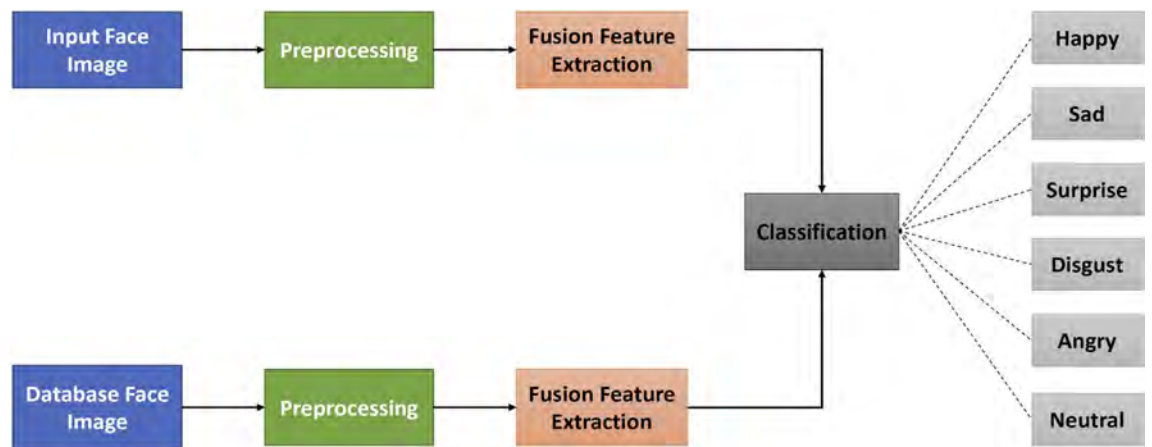 Input Face
Image
Preprocessing
Fusion Feature
Extraction
Happy
Sad
Surprise
Classification
Disgust
Angry
Database Face
Image
Preprocessing
Fusion Feature
Extraction
Neutral